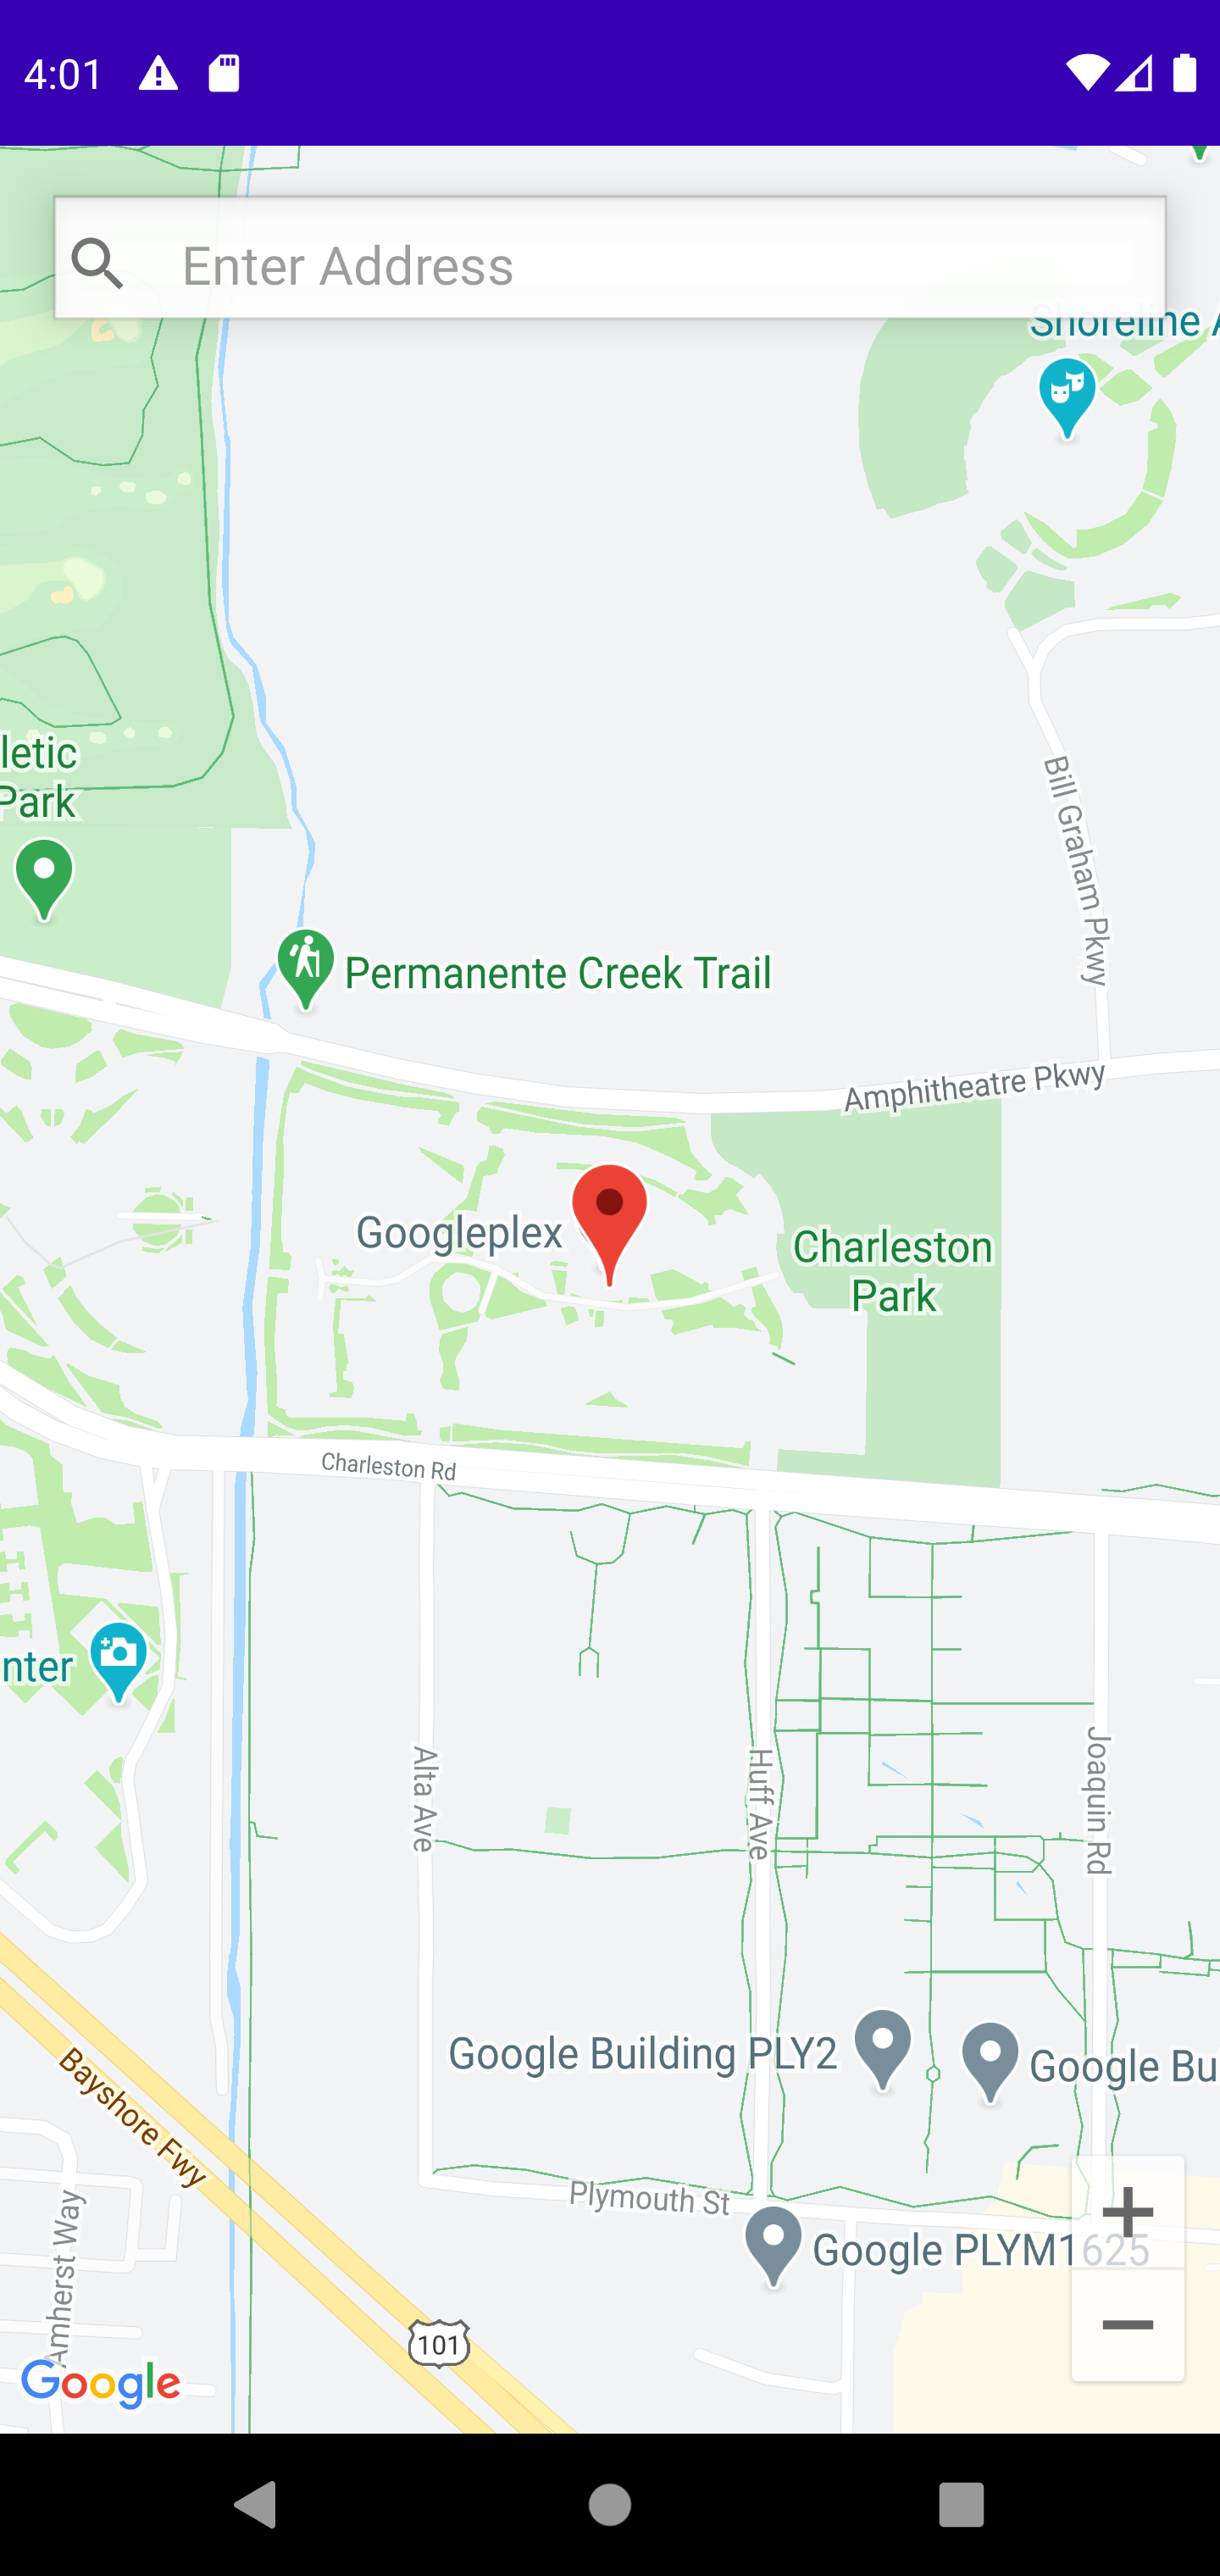 4:01
Enter Address
Shoreline A
letic
Park
Bill Graham Pkwy
Permanente Creek Trail
Amphitheatre Pkwy
Googleplex
Charleston
Park
Charleston Rd
nter
Alta Ave
Huff Ave
Joaquin Rd
Google Building PLY2
Google Bu
Bayshore Fwy
Plymouth St
Google PLYM1625
Amherst Way
101
Google